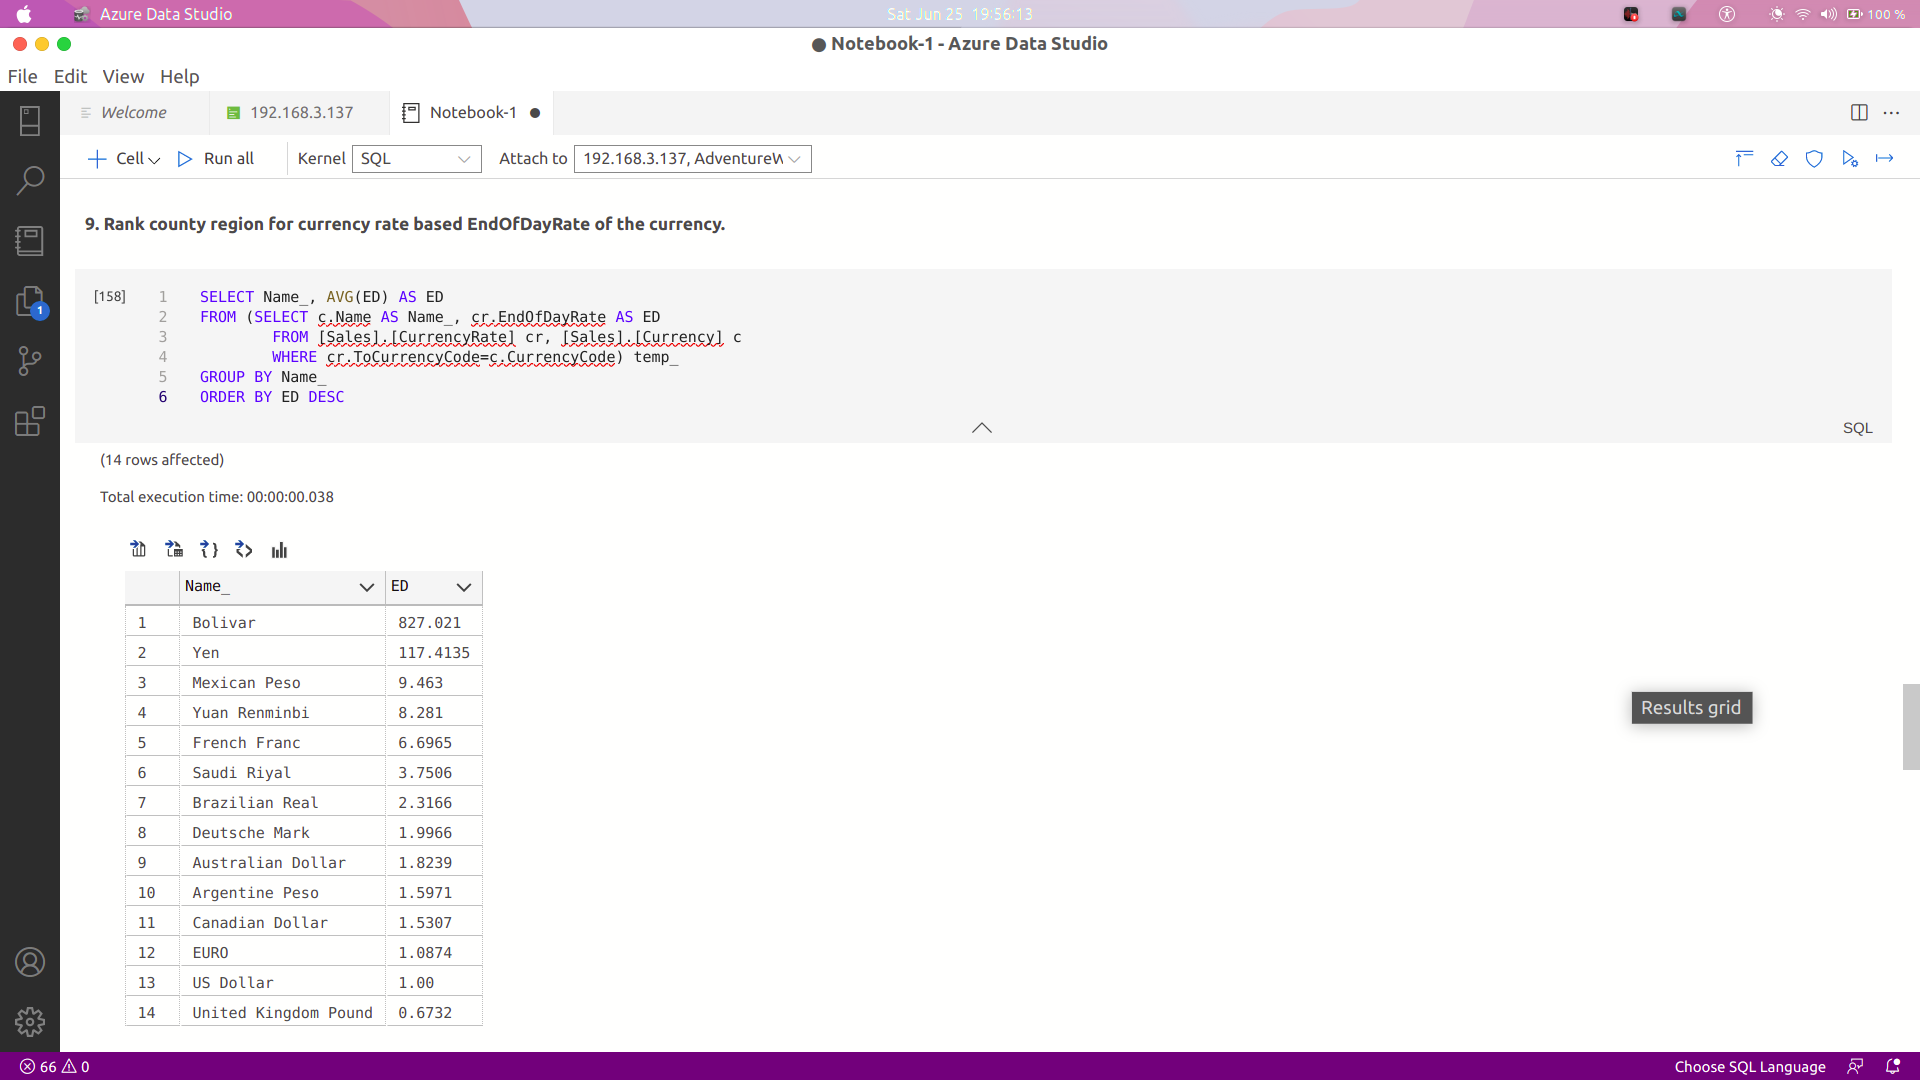 Azure Data Studio
Sat Jun 25 19:56:13
100 %
Notebook-1 - Azure Data Studio
File Edit View Help
Welcome
192.168.3.137
Notebook-1
Cell
Run all
Kernel
SQL
Attach to
192.168.3.137, AdventureW
9. Rank county region for currency rate based EndOfDayRate of the currency.
[158]
1 SELECT Name_, AVG(ED) AS ED
2 FROM (SELECT c.Name AS Name_, cr.EndOfDayRate AS ED
3 FROM [Sales].[CurrencyRate] cr, [Sales].[Currency] c
4 WHERE cr.ToCurrencyCode=c.CurrencyCode) temp_
5 GROUP BY Name_
6 ORDER BY ED DESC
SQL
(14 rows affected)
Total execution time: 00:00:00.038
Name_ ED
1 Bolivar 827.021
2 Yen 117.4135
3 Mexican Peso 9.463
4 Yuan Renminbi 8.281
5 French Franc 6.6965
6 Saudi Riyal 3.7506
7 Brazilian Real 2.3166
8 Deutsche Mark 1.9966
9 Australian Dollar 1.8239
10 Argentine Peso 1.5971
11 Canadian Dollar 1.5307
12 EURO 1.0874
13 US Dollar 1.00
14 United Kingdom Pound 0.6732
Results grid
1
66 0
Choose SQL Language